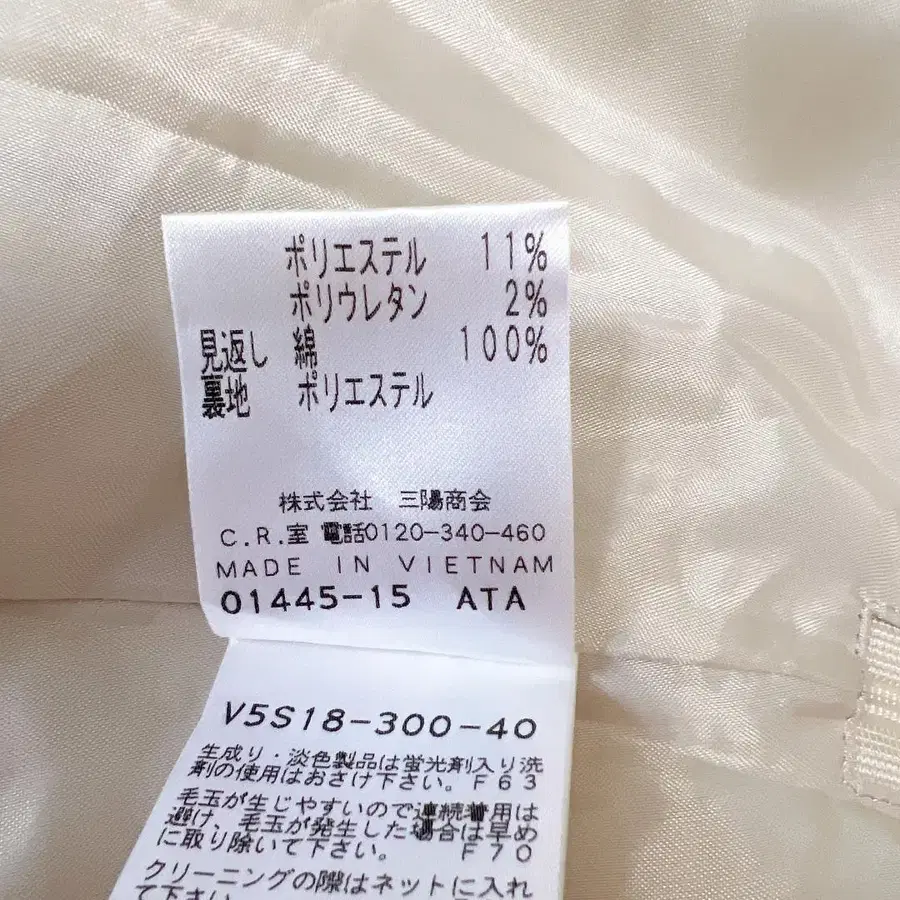 ポリエステル 11%
ポリウレタン 2%
見返し 綿 100%
裏地 ポリエステル
株式会社 三陽商会
C.R.室 電話0120-340-460
MADE IN VIETNAM
01445-15 ATA
V5S18-300-40
生成り・淡色製品は蛍光剤入り洗
剤の使用はおさけ下さい。F63
毛玉が生じやすいので連続着用は
避け、毛玉が発生した場合は早め
に取り除いて下さい。 F70
クリーニングの際はネットに入れ
て下さい。